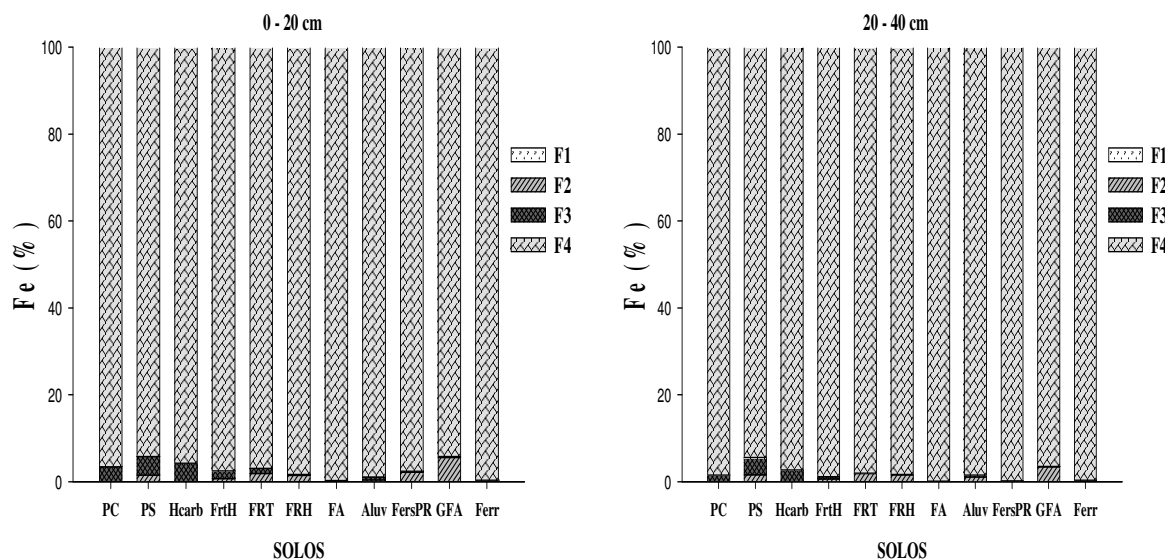 0 - 20 cm
100
80
60
40
20
0
Fe (%)
PC PS Hcarb FrtH FRT FRH FA Aluv FersPR GFA Ferr
SOLOS
F1
F2
F3
F4
20 - 40 cm
100
80
60
40
20
0
Fe (%)
PC PS Hcarb FrtH FRT FRH FA Aluv FersPR GFA Ferr
SOLOS
F1
F2
F3
F4